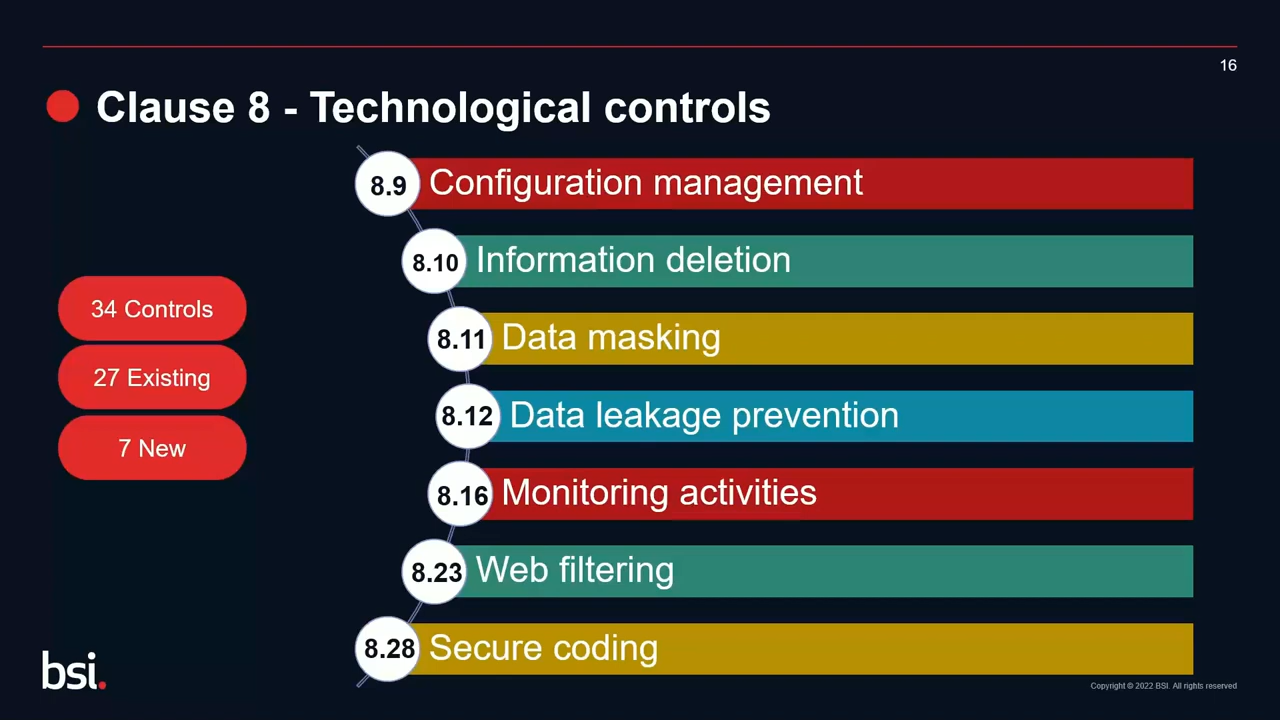 16
Clause 8 - Technological controls
8.9 Configuration management
8.10 Information deletion
34 Controls
8.11 Data masking
27 Existing
8.12 Data leakage prevention
7 New
8.16 Monitoring activities
8.23 Web filtering
8.28 Secure coding
bsi.
Copyright © 2022 BSI. All rights reserved